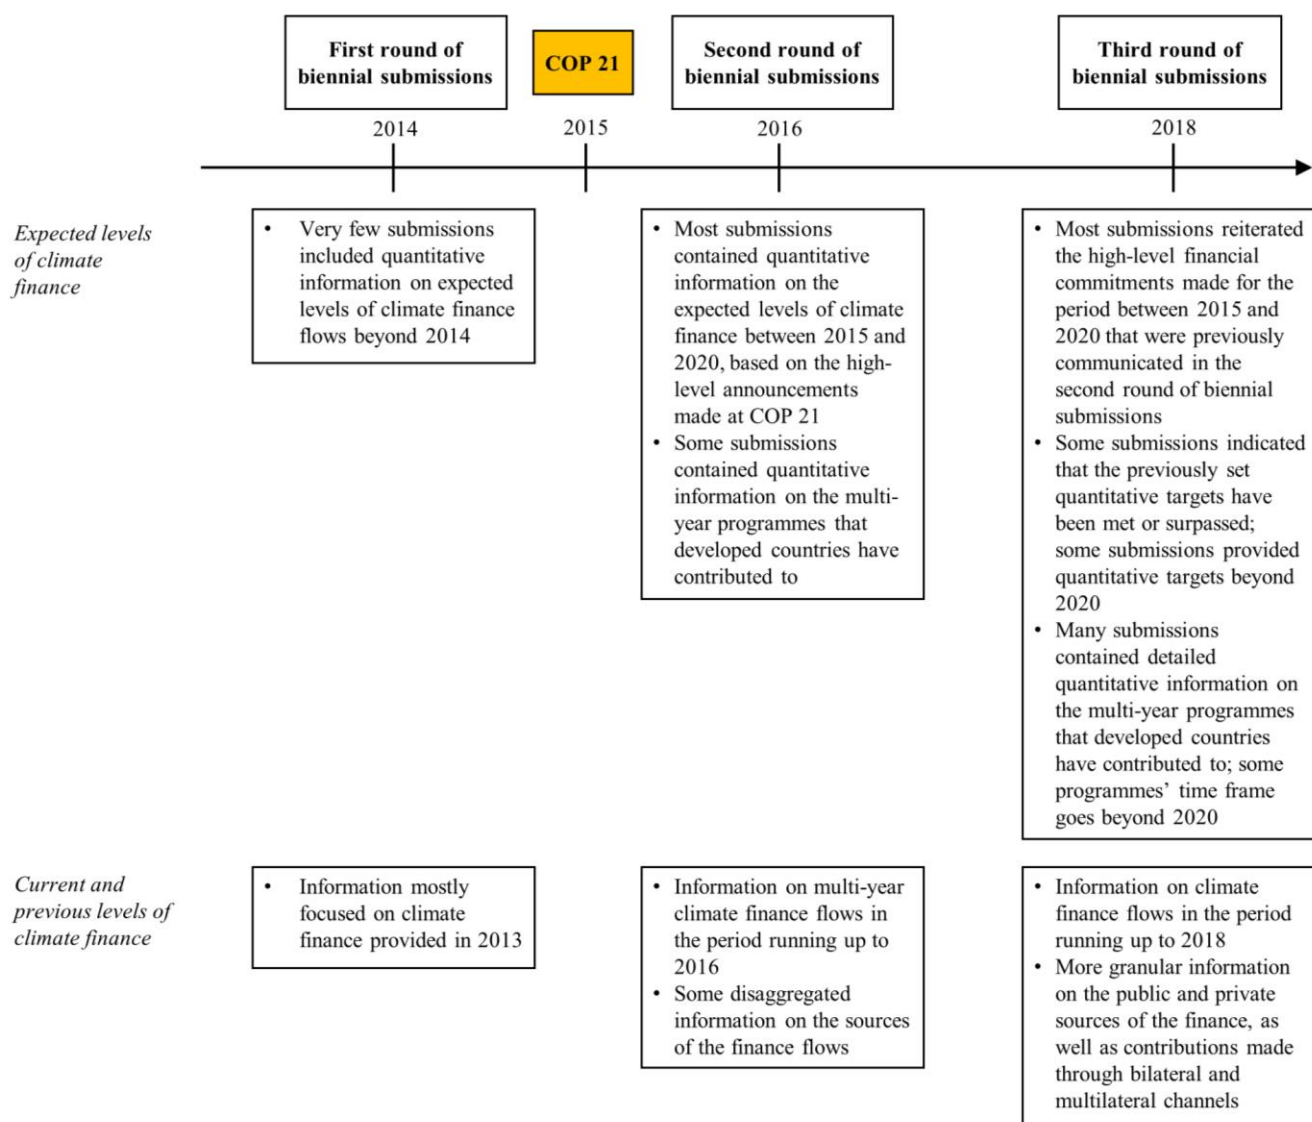 First round of
biennial submissions
COP 21
Second round of
biennial submissions
Third round of
biennial submissions
2014
2015
2016
2018
Expected levels
of climate
finance
• Very few submissions
included quantitative
information on expected
levels of climate finance
flows beyond 2014
• Most submissions
contained quantitative
information on the
expected levels of climate
finance between 2015 and
2020, based on the high-
level announcements
made at COP 21
• Some submissions
contained quantitative
information on the multi-
year programmes that
developed countries have
contributed to
• Most submissions reiterated
the high-level financial
commitments made for the
period between 2015 and
2020 that were previously
communicated in the
second round of biennial
submissions
• Some submissions indicated
that the previously set
quantitative targets have
been met or surpassed;
some submissions provided
quantitative targets beyond
2020
• Many submissions
contained detailed
quantitative information on
the multi-year programmes
that developed countries
have contributed to; some
programmes’ time frame
goes beyond 2020
Current and
previous levels of
climate finance
• Information mostly
focused on climate
finance provided in 2013
• Information on multi-year
climate finance flows in
the period running up to
2016
• Some disaggregated
information on the sources
of the finance flows
• Information on climate
finance flows in the period
running up to 2018
• More granular information
on the public and private
sources of the finance, as
well as contributions made
through bilateral and
multilateral channels